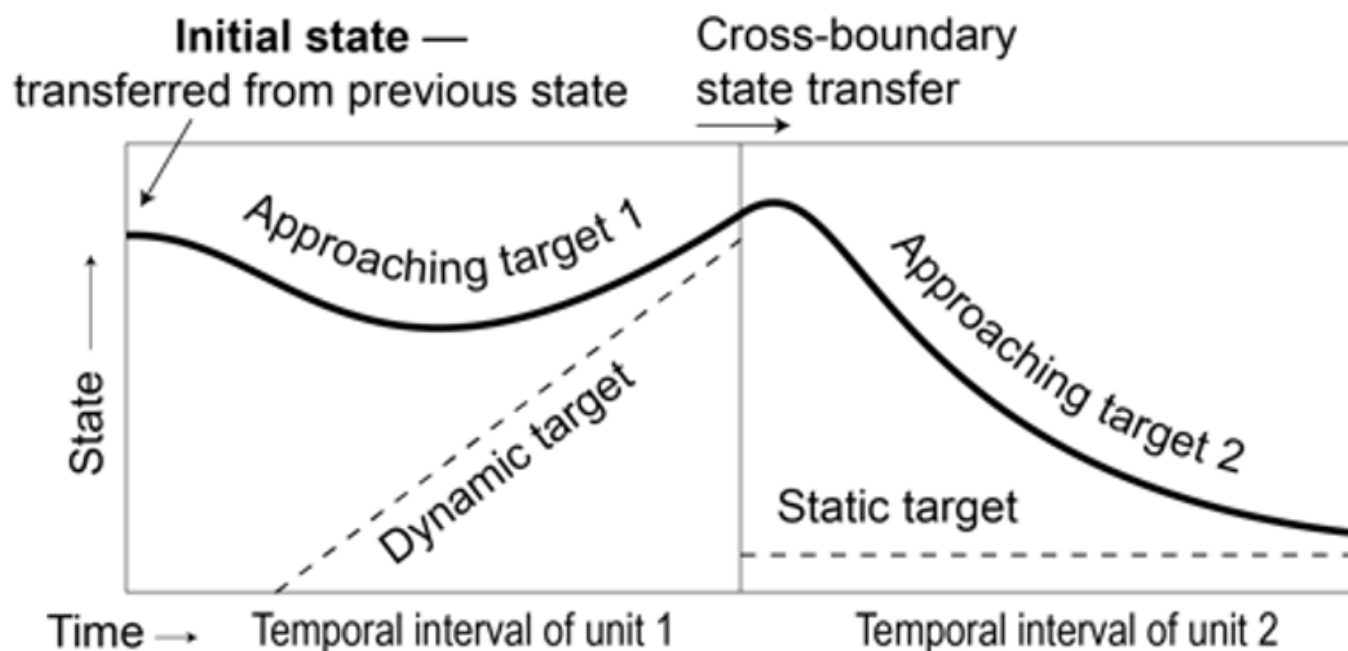 Initial state —
transferred from previous state
Cross-boundary
state transfer
Approaching target 1
Approaching target 2
State
Dynamic target
Static target
Time
Temporal interval of unit 1
Temporal interval of unit 2